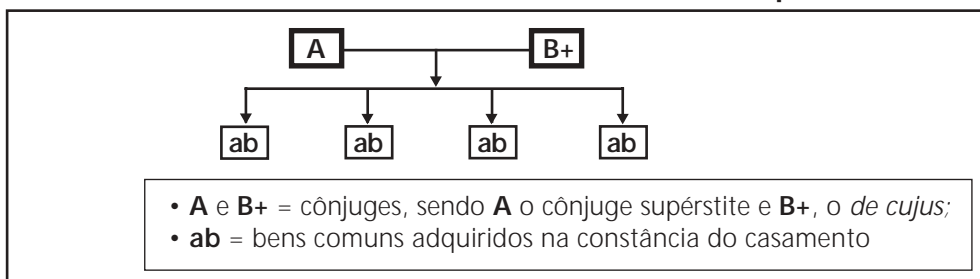 A B+
ab ab ab ab
• A e B+ = cônjuges, sendo A o cônjuge supérstite e B+, o de cujus;
• ab = bens comuns adquiridos na constância do casamento